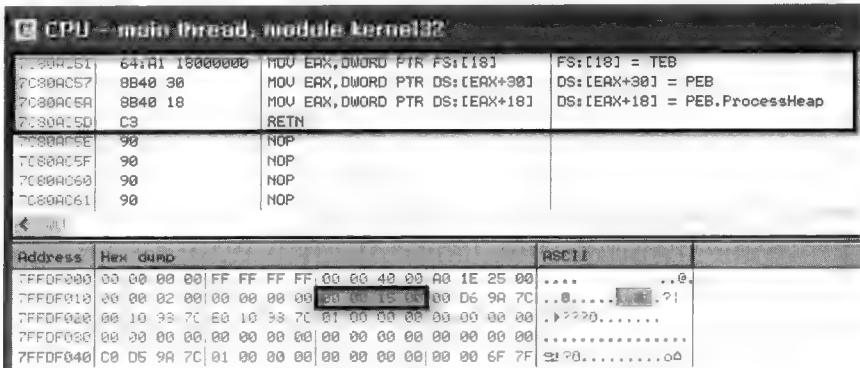 C CPU - main thread, module kernel32
7C80AC51 64:A1 18000000 MOV EAX,DWORD PTR FS:[18] FS:[18] = TEB
7C80AC57 8B40 30 MOV EAX,DWORD PTR DS:[EAX+30] DS:[EAX+30] = PEB
7C80AC5A 8B40 18 MOV EAX,DWORD PTR DS:[EAX+18] DS:[EAX+18] = PEB.ProcessHeap
7C80AC5D C3 RETN
7C80AC5E 90 NOP
7C80AC5F 90 NOP
7C80AC60 90 NOP
7C80AC61 90 NOP
Address Hex dump ASCII
7FFDF000 00 00 00 00 FF FF FF FF 00 00 40 00 A0 1E 25 00 .... ..@.
7FFDF010 00 00 02 00 00 00 00 00 00 00 15 00 00 D6 9A 7C
7FFDF020 00 10 93 7C E0 10 93 7C 01 00 00 00 00 00 00 00
7FFDF030 00 00 00 00 00 00 00 00 00 00 00 00 00 00 00 00 ................
7FFDF040 C0 D5 9A 7C 01 00 00 00 00 00 00 00 00 00 6F 7F